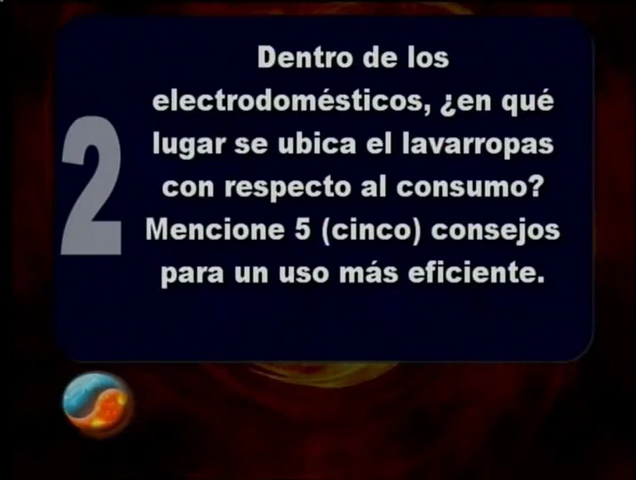 2
Dentro de los
electrodomésticos, ¿en qué
lugar se ubica el lavarropas
con respecto al consumo?
Mencione 5 (cinco) consejos
para un uso más eficiente.